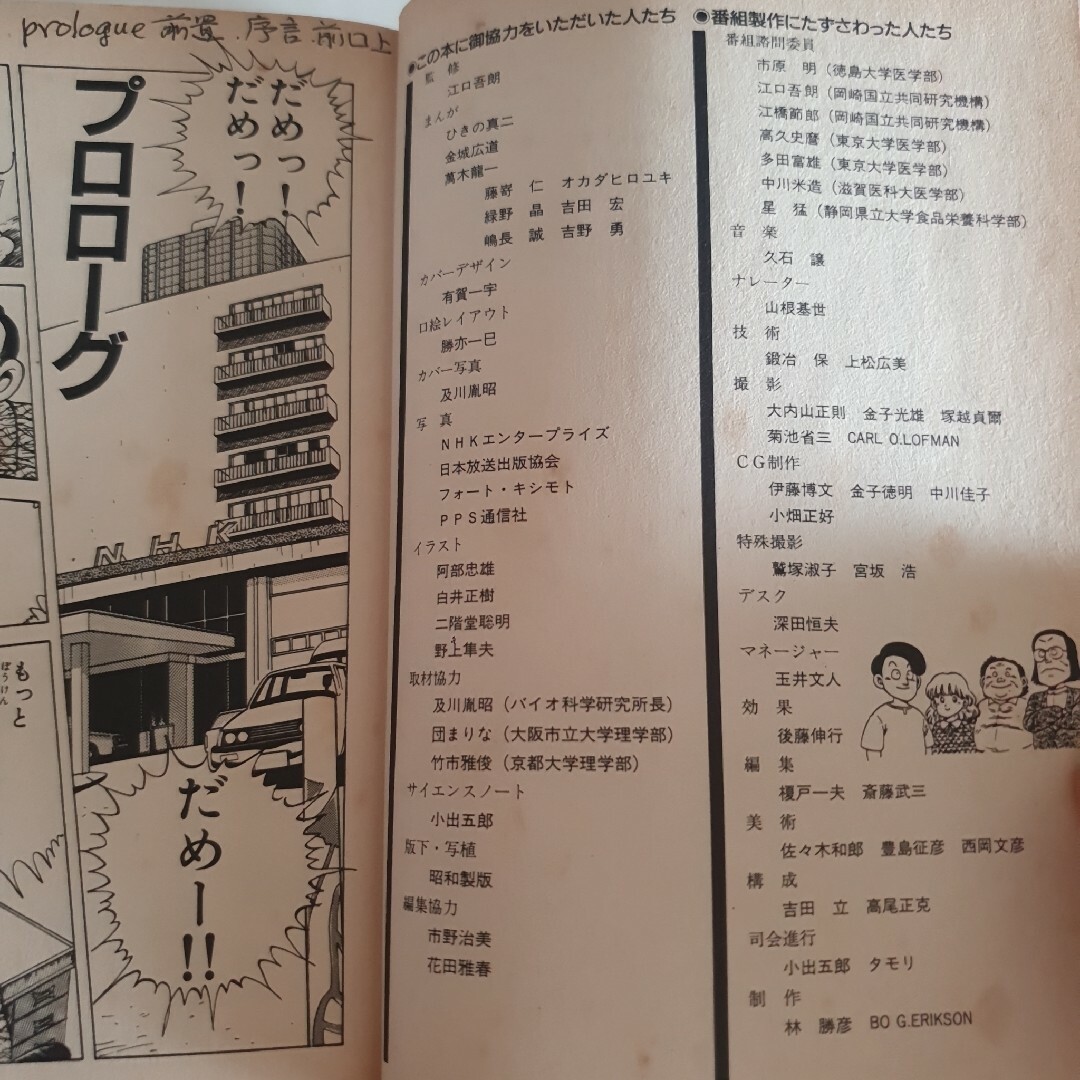 prologue 前置.序言.前口上
プロローグ
だめっ!
だめっ!
NHK
だめー!!
もっと
ぼうけん
●この本に御協力をいただいた人たち
監 修
江口吾朗
まんが
ひきの真二
金城広道
萬木龍一
藤嵜 仁 オカダヒロユキ
緑野 晶 吉田 宏
嶋長 誠 吉野 勇
カバーデザイン
有賀一宇
口絵レイアウト
勝亦一巳
カバー写真
及川胤昭
写 真
NHKエンタープライズ
日本放送出版協会
フォート・キシモト
PPS通信社
イラスト
阿部忠雄
白井正樹
二階堂聡明
野上隼夫
取材協力
及川胤昭(バイオ科学研究所長)
団まりな(大阪市立大学理学部)
竹市雅俊(京都大学理学部)
サイエンスノート
小出五郎
版下・写植
昭和製版
編集協力
市野治美
花田雅春
◉番組製作にたずさわった人たち
番組諮問委員
市原 明(徳島大学医学部)
江口吾朗(岡崎国立共同研究機構)
江橋節郎(岡崎国立共同研究機構)
高久史麿(東京大学医学部)
多田富雄(東京大学医学部)
中川米造(滋賀医科大医学部)
星 猛(静岡県立大学食品栄養科学部)
音 楽
久石 譲
ナレーター
山根基世
技 術
鍛冶 保 上松広美
撮 影
大内山正則 金子光雄 塚越貞爾
菊池省三 CARL O.LOFMAN
CG制作
伊藤博文 金子徳明 中川佳子
小畑正好
特殊撮影
鷲塚淑子 宮坂 浩
デスク
深田恒夫
マネージャー
玉井文人
効 果
後藤伸行
編 集
榎戸一夫 斎藤武三
美 術
佐々木和郎 豊島征彦 西岡文彦
構 成
吉田 立 高尾正克
司会進行
小出五郎 タモリ
制 作
林 勝彦 BO G.ERIKSON